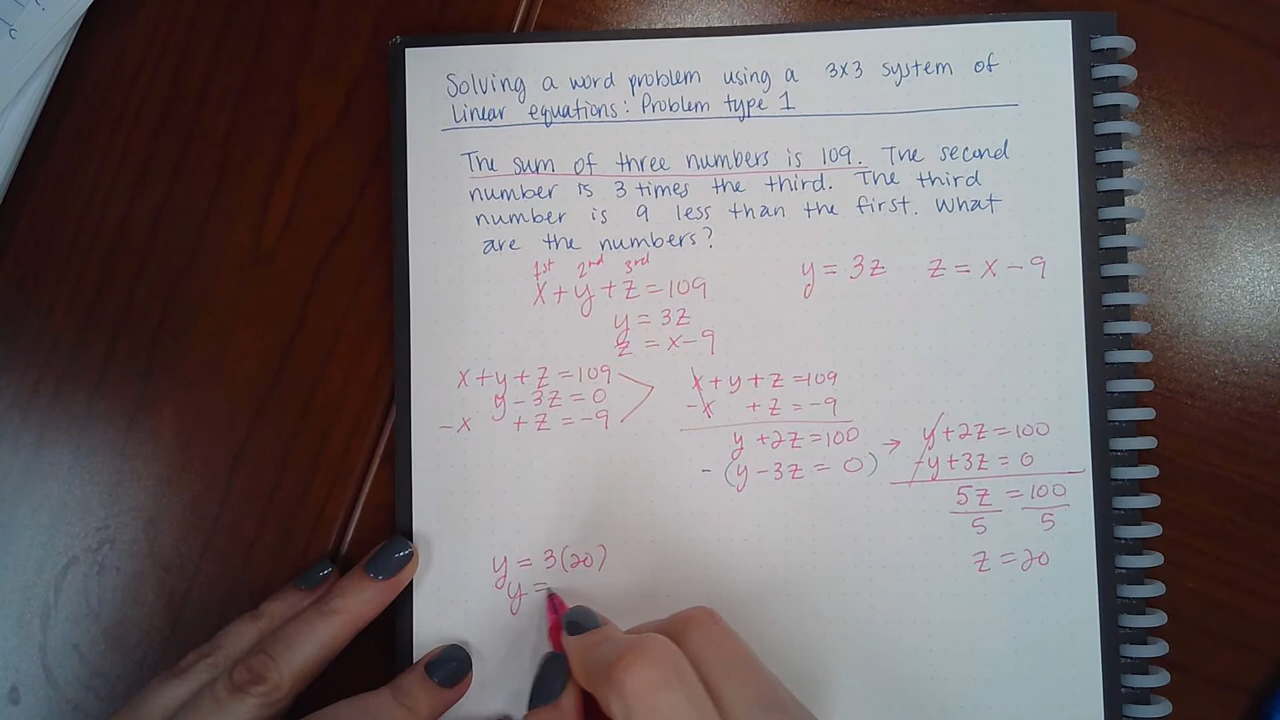 Solving a word problem using a 3x3 system of
linear equations: Problem type 1
The sum of three numbers is 109. The second
number is 3 times the third. The third
number is 9 less than the first. What
are the numbers?
1st 2nd 3rd
x+y+z=109
y=3z z=x-9
y=3z
z=x-9
x+y+z=109
y-3z=0
-x +z=-9
x+y+z=109
-x +z=-9
y+2z=100
-(y-3z=0)
→ y+2z=100
-y+3z=0
5z=100
5 5
z=20
y=3(20)
y=
c